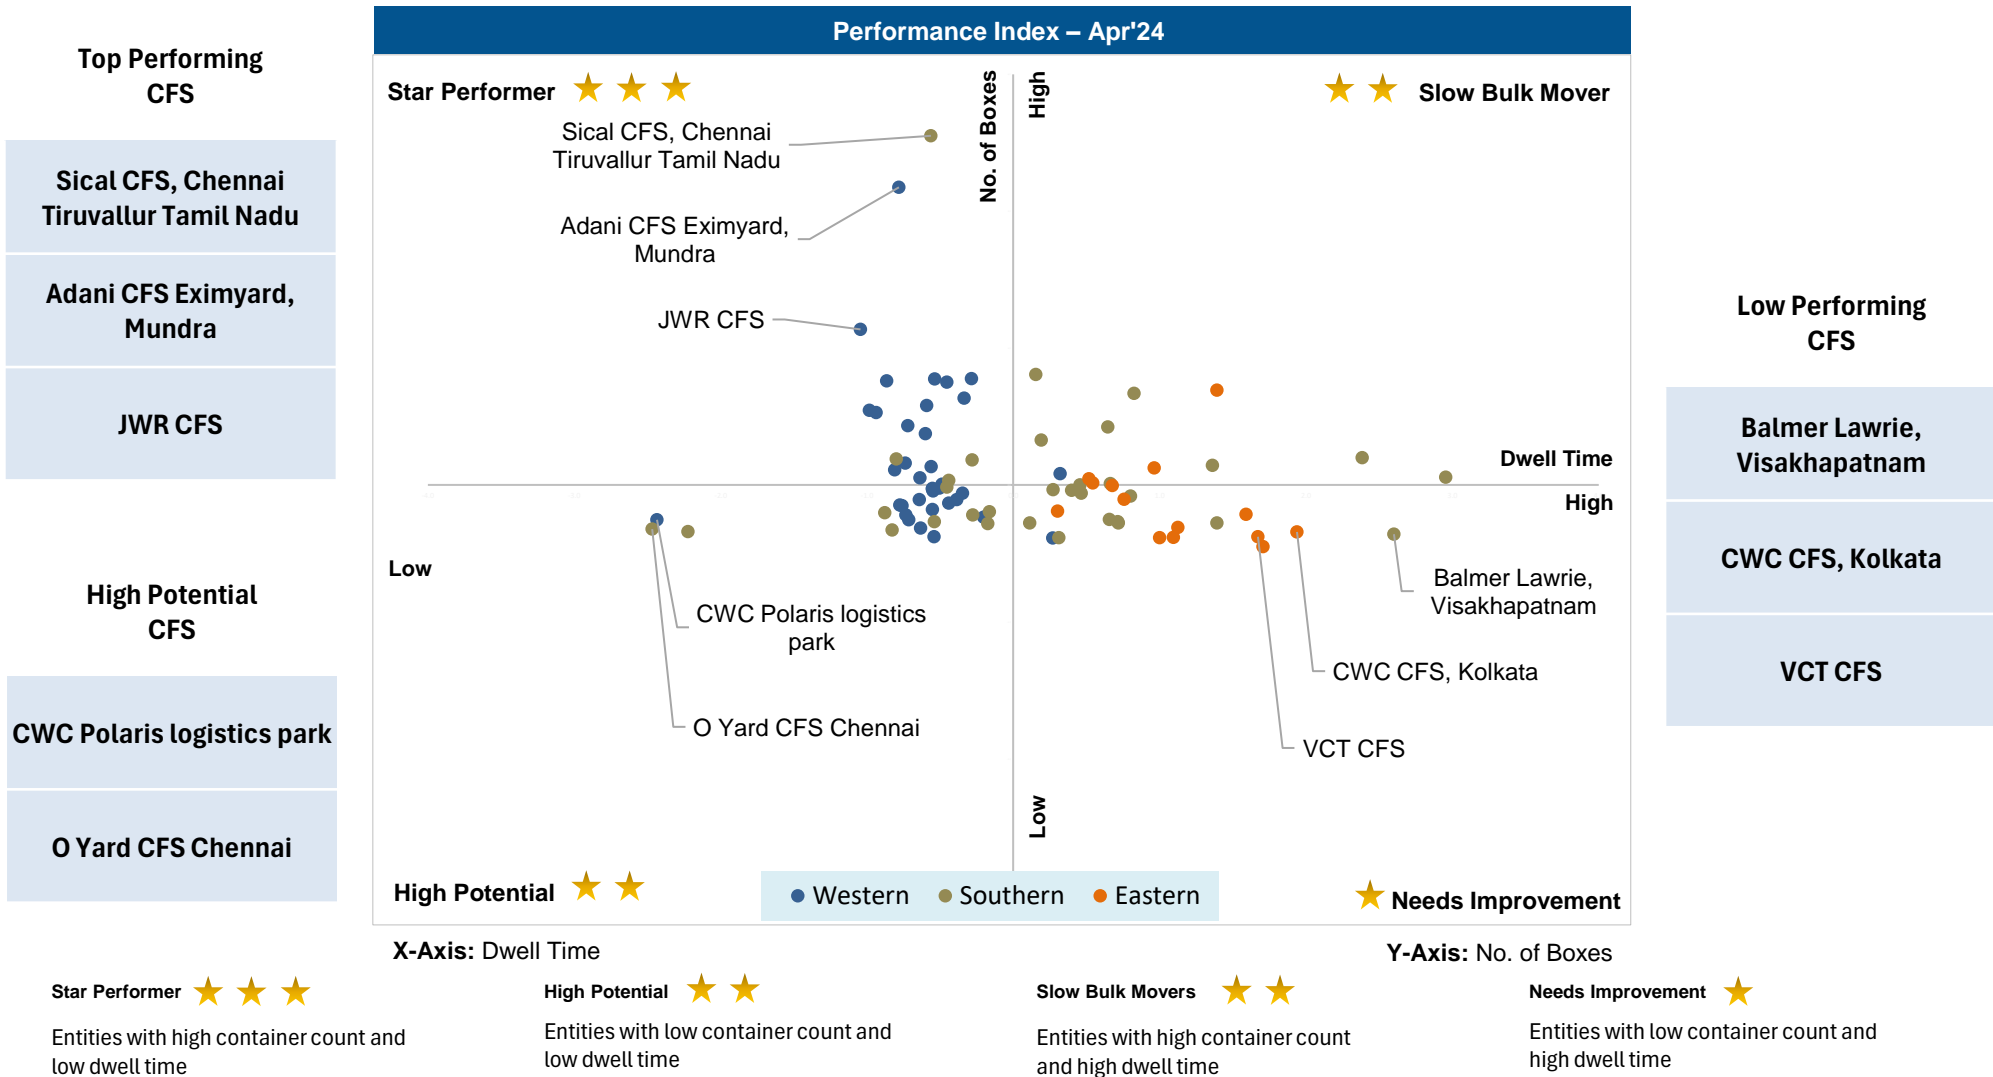 Performance Index – Apr'24
Top Performing
CFS
Sical CFS, Chennai
Tiruvallur Tamil Nadu
Adani CFS Eximyard,
Mundra
JWR CFS
High Potential
CFS
CWC Polaris logistics park
O Yard CFS Chennai
Star Performer
Slow Bulk Mover
No. of Boxes
High
Sical CFS, Chennai
Tiruvallur Tamil Nadu
Adani CFS Eximyard,
Mundra
JWR CFS
Dwell Time
High
Low
CWC Polaris logistics
park
O Yard CFS Chennai
Balmer Lawrie,
Visakhapatnam
CWC CFS, Kolkata
VCT CFS
Low
High Potential
Western
Southern
Eastern
Needs Improvement
Low Performing
CFS
Balmer Lawrie,
Visakhapatnam
CWC CFS, Kolkata
VCT CFS
X-Axis: Dwell Time
Y-Axis: No. of Boxes
Star Performer
Entities with high container count and
low dwell time
High Potential
Entities with low container count and
low dwell time
Slow Bulk Movers
Entities with high container count
and high dwell time
Needs Improvement
Entities with low container count and
high dwell time